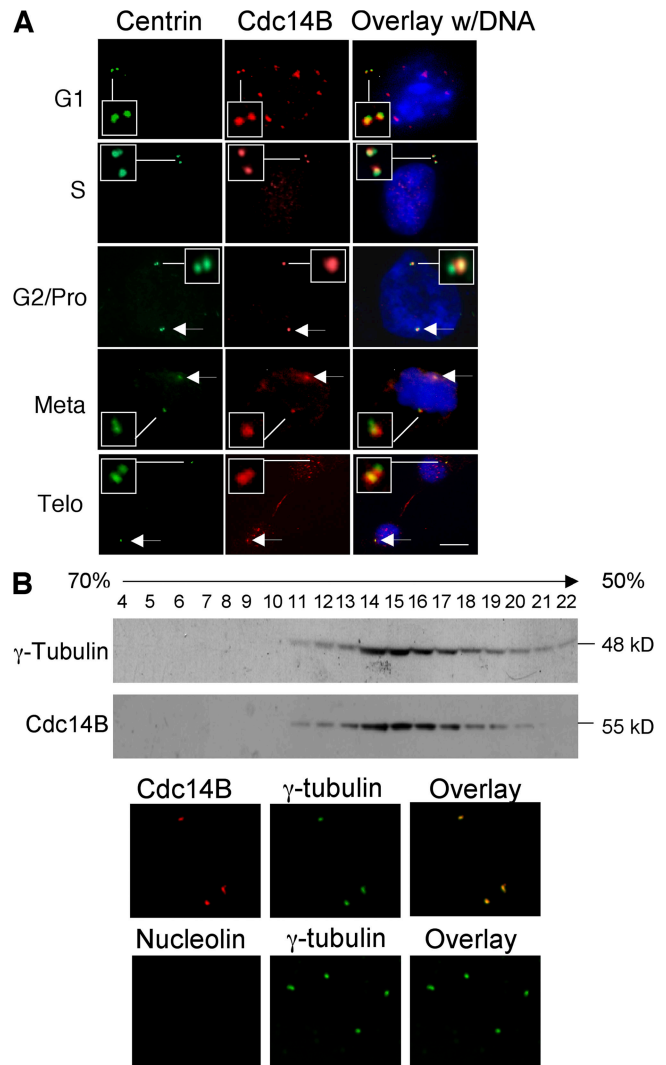 A
Centrin Cdc14B Overlay w/DNA
G1
S
G2/Pro
Meta
Telo
B
70% 50%
4 5 6 7 8 9 10 11 12 13 14 15 16 17 18 19 20 21 22
γ-Tubulin 48 kD
Cdc14B 55 kD
Cdc14B γ-tubulin Overlay
Nucleolin γ-tubulin Overlay